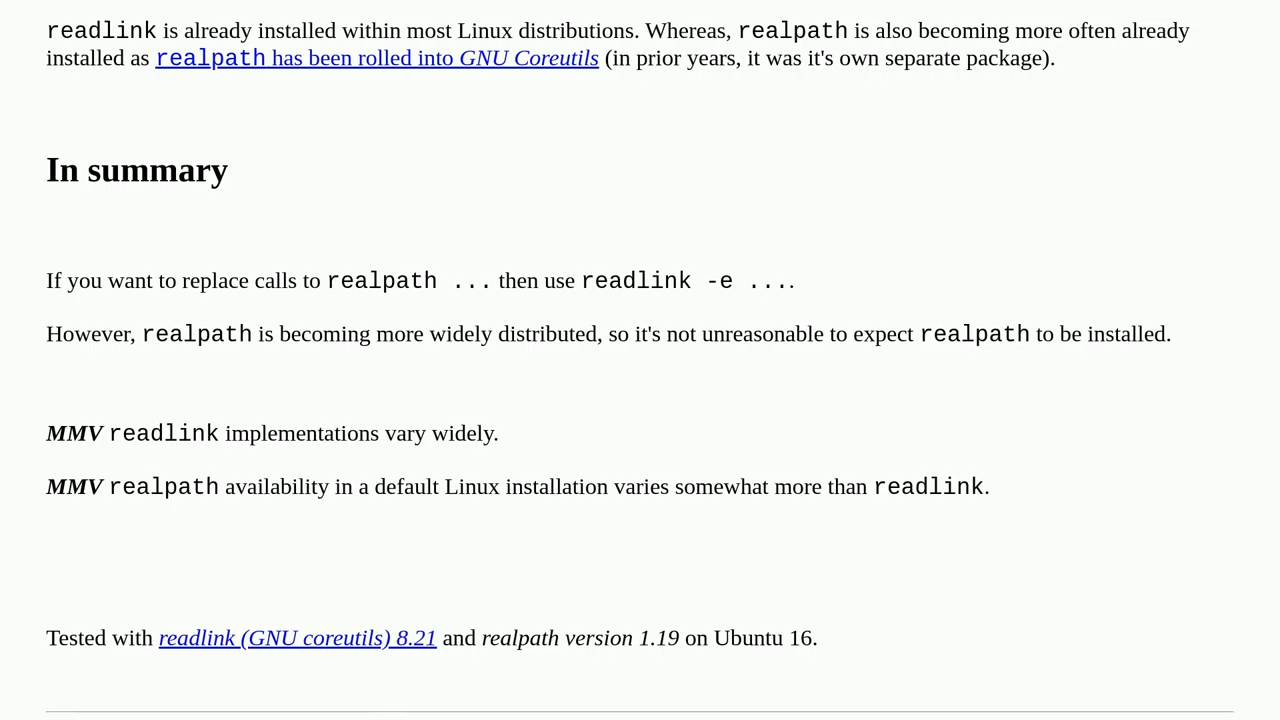 readlink is already installed within most Linux distributions. Whereas, realpath is also becoming more often already
installed as realpath has been rolled into GNU Coreutils (in prior years, it was it's own separate package).
In summary
If you want to replace calls to realpath ... then use readlink -e ....
However, realpath is becoming more widely distributed, so it's not unreasonable to expect realpath to be installed.
MMV readlink implementations vary widely.
MMV realpath availability in a default Linux installation varies somewhat more than readlink.
Tested with readlink (GNU coreutils) 8.21 and realpath version 1.19 on Ubuntu 16.